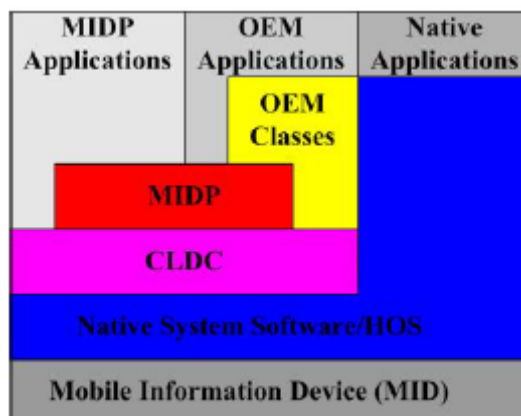 MIDP
Applications
OEM
Applications
Native
Applications
OEM
Classes
MIDP
CLDC
Native System Software/HOS
Mobile Information Device (MID)